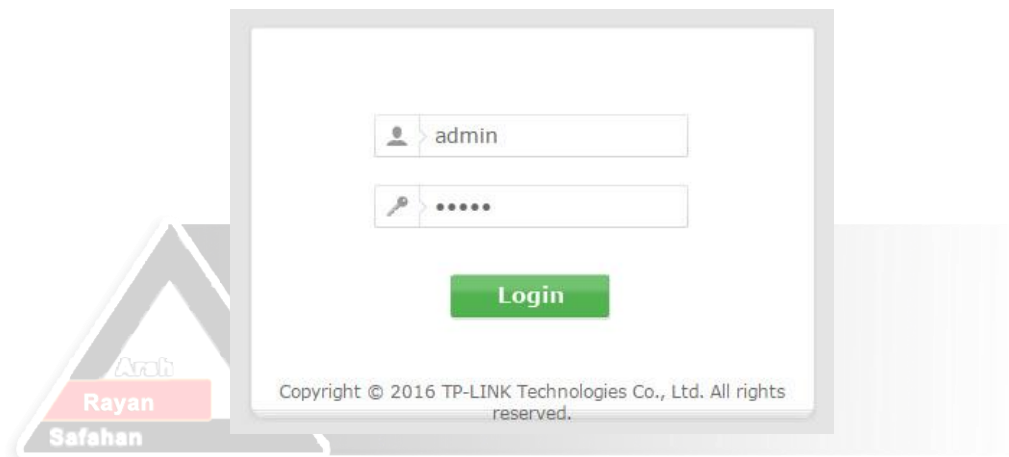 admin
•••••
Login
Copyright © 2016 TP-LINK Technologies Co., Ltd. All rights
reserved.
Arsh
Rayan
Safahan